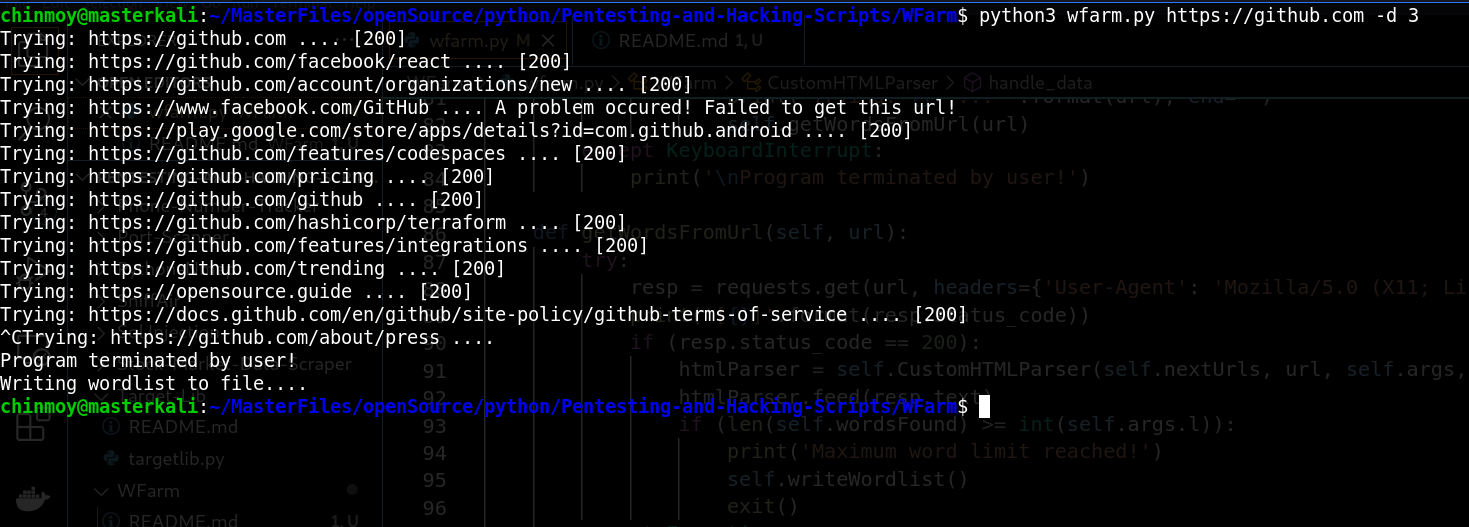 chinmoy@masterkali:~/MasterFiles/openSource/python/Pentesting-and-Hacking-Scripts/WFarm$ python3 wfarm.py https://github.com -d 3
Trying: https://github.com .... [200]
Trying: https://github.com/facebook/react .... [200]
Trying: https://github.com/account/organizations/new .... [200]
Trying: https://www.facebook.com/GitHub .... A problem occured! Failed to get this url!
Trying: https://play.google.com/store/apps/details?id=com.github.android .... [200]
Trying: https://github.com/features/codespaces .... [200]
Trying: https://github.com/pricing .... [200]
Trying: https://github.com/github .... [200]
Trying: https://github.com/hashicorp/terraform .... [200]
Trying: https://github.com/features/integrations .... [200]
Trying: https://github.com/trending .... [200]
Trying: https://opensource.guide .... [200]
Trying: https://docs.github.com/en/github/site-policy/github-terms-of-service .... [200]
^CTrying: https://github.com/about/press ....
Program terminated by user!
Writing wordlist to file....
chinmoy@masterkali:~/MasterFiles/openSource/python/Pentesting-and-Hacking-Scripts/WFarm$
wfarm.py M
README.md 1, U
CustomHTMLParser > handle_data
self.getWordsFromUrl(url)
KeyboardInterrupt:
84 print('\nProgram terminated by user!')
def getWordsFromUrl(self, url):
87 try:
resp = requests.get(url, headers={'User-Agent': 'Mozilla/5.0 (X11; Li
90 if (resp.status_code == 200):
91 htmlParser = self.CustomHTMLParser(self.nextUrls, url, self.args,
92 htmlParser.feed(resp.text)
93 if (len(self.wordsFound) >= int(self.args.l)):
94 print('Maximum word limit reached!')
95 self.writeWordlist()
96 exit()
README.md
targetlib.py
WFarm
README.md 1, U